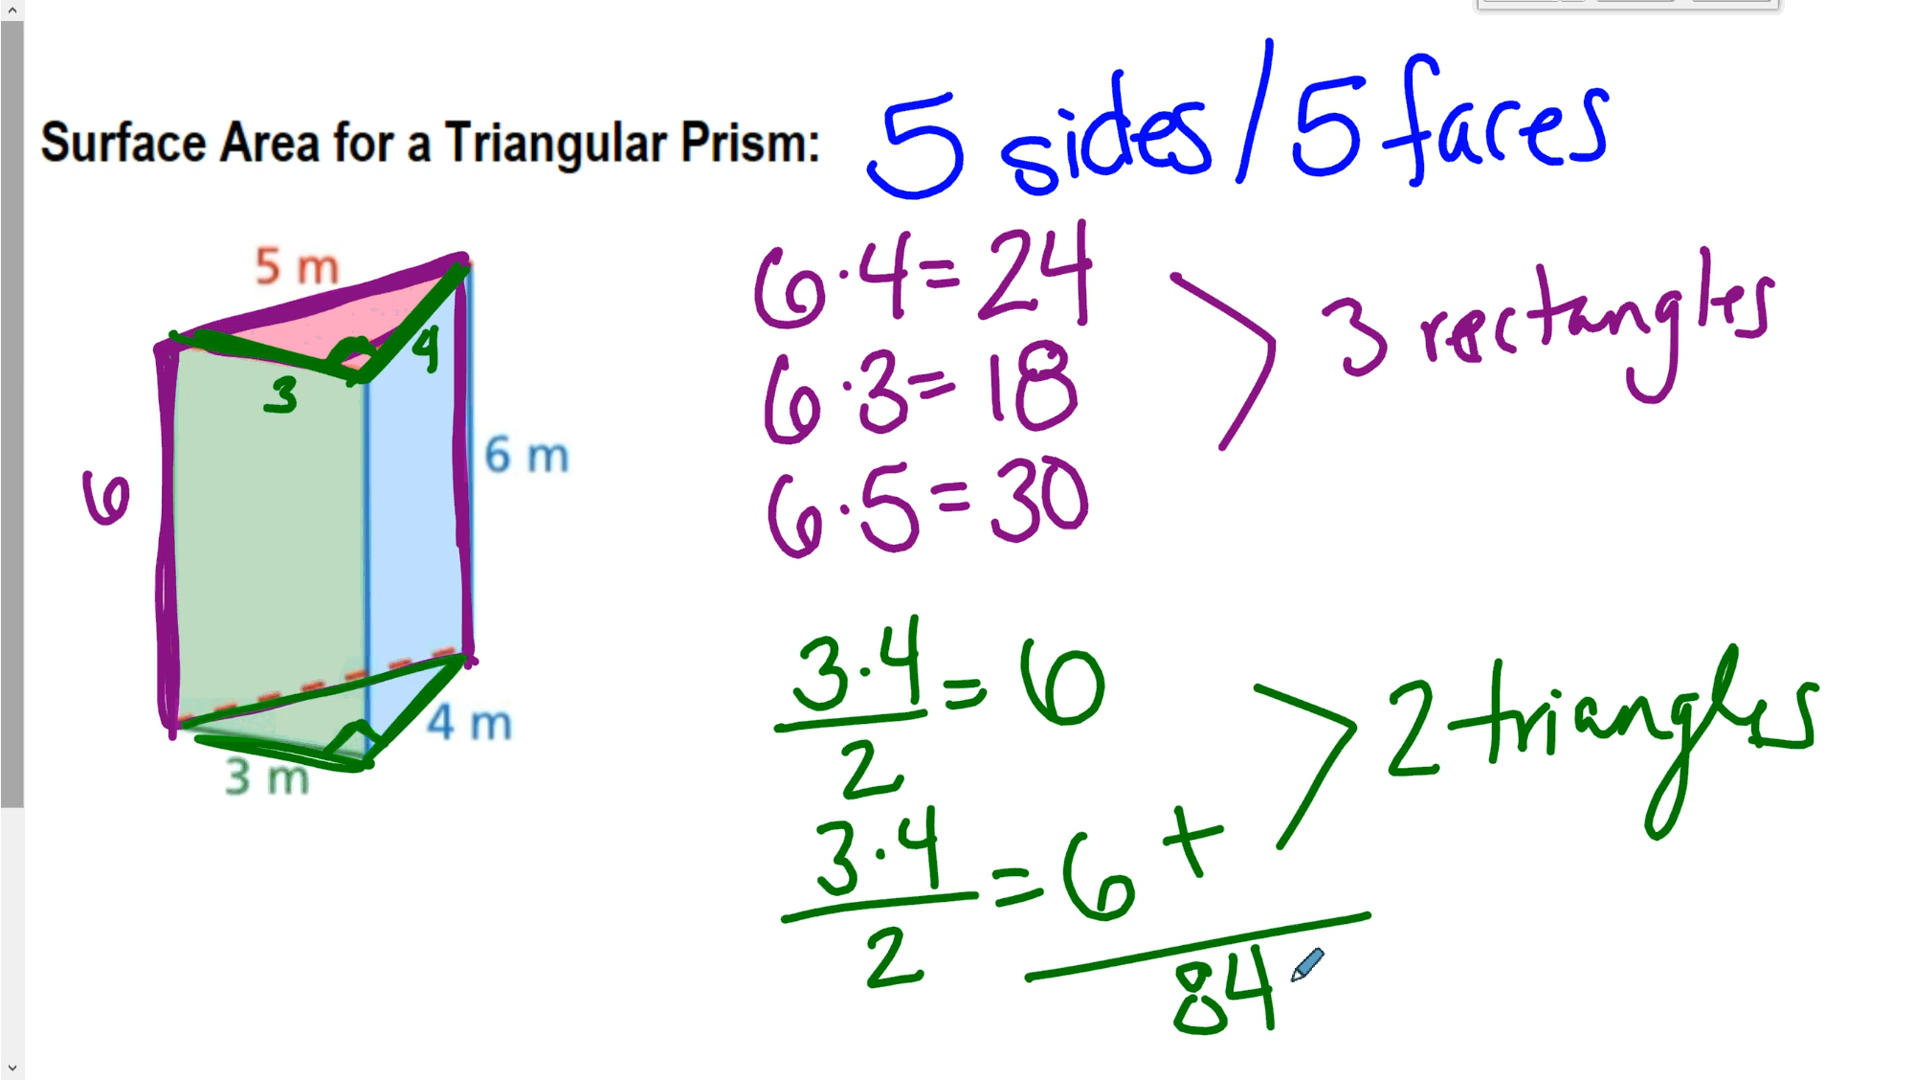 Surface Area for a Triangular Prism: 5 sides/5 faces
5 m
4
3
6
6 m
4 m
3 m
6·4=24
6·3=18
6·5=30
3 rectangles
3·4
2
=6
3·4
2
=6 +
2 triangles
84